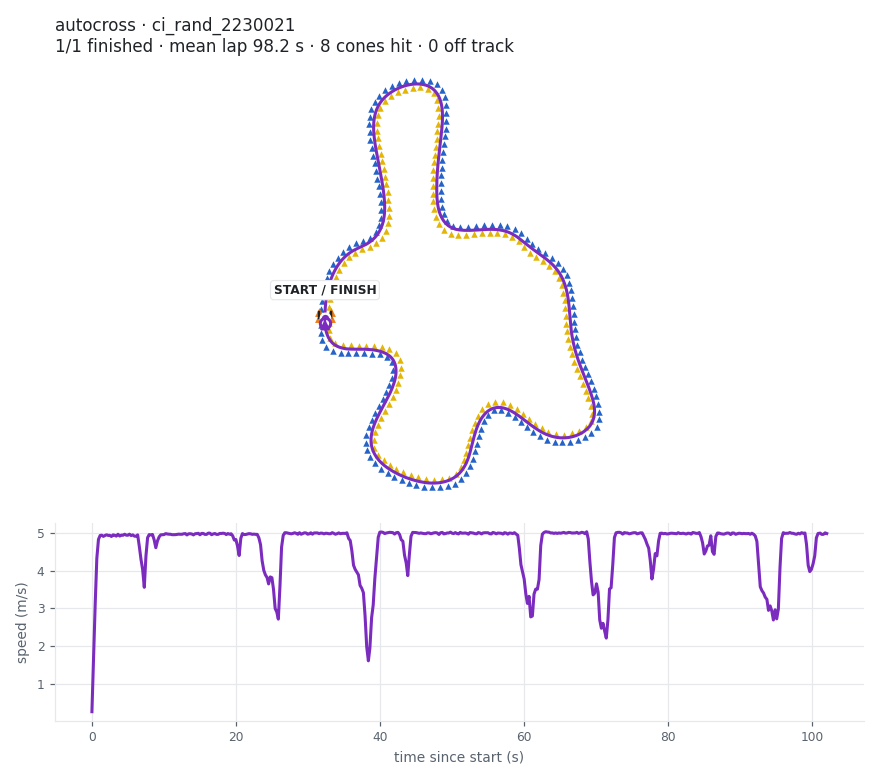 autocross · ci_rand_2230021
1/1 finished · mean lap 98.2 s · 8 cones hit · 0 off track
START / FINISH
5
4
3
2
1
speed (m/s)
0 20 40 60 80 100
time since start (s)